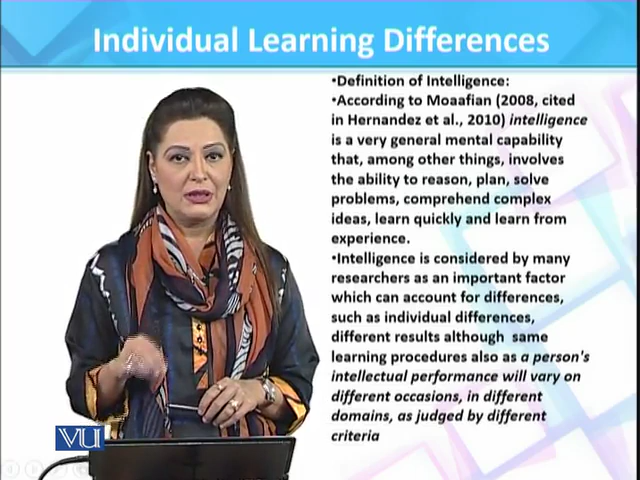 Individual Learning Differences
•Definition of Intelligence:
•According to Moaafian (2008, cited
in Hernandez et al., 2010) intelligence
is a very general mental capability
that, among other things, involves
the ability to reason, plan, solve
problems, comprehend complex
ideas, learn quickly and learn from
experience.
•Intelligence is considered by many
researchers as an important factor
which can account for differences,
such as individual differences,
different results although same
learning procedures also as a person's
intellectual performance will vary on
different occasions, in different
domains, as judged by different
criteria
VU